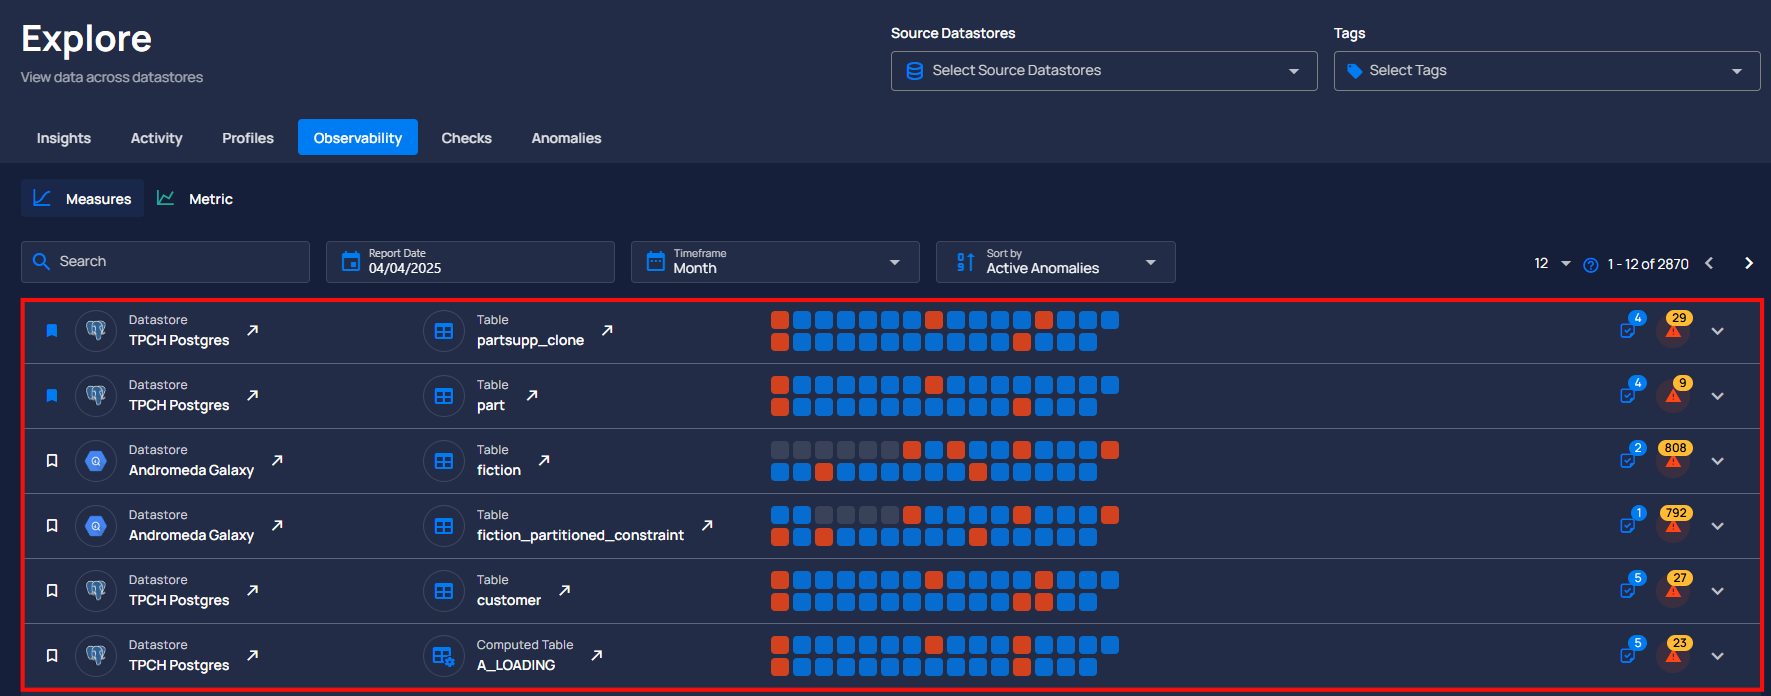 Explore
View data across datastores
Source Datastores
Select Source Datastores
Tags
Select Tags
Insights Activity Profiles Observability Checks Anomalies
Measures Metric
Search
Report Date
04/04/2025
Timeframe
Month
Sort by
Active Anomalies
12 1 - 12 of 2870
Datastore
TPCH Postgres
Table
partsupp_clone
4 29
Datastore
TPCH Postgres
Table
part
4 9
Datastore
Andromeda Galaxy
Table
fiction
2 808
Datastore
Andromeda Galaxy
Table
fiction_partitioned_constraint
1 792
Datastore
TPCH Postgres
Table
customer
5 27
Datastore
TPCH Postgres
Computed Table
A_LOADING
5 23